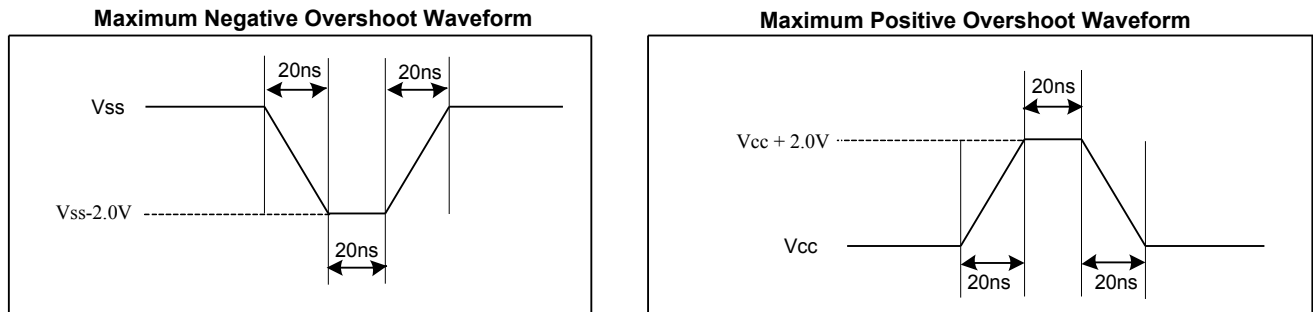 Maximum Negative Overshoot Waveform
20ns
20ns
Vss
Vss-2.0V
20ns
Maximum Positive Overshoot Waveform
20ns
Vcc + 2.0V
Vcc
20ns
20ns